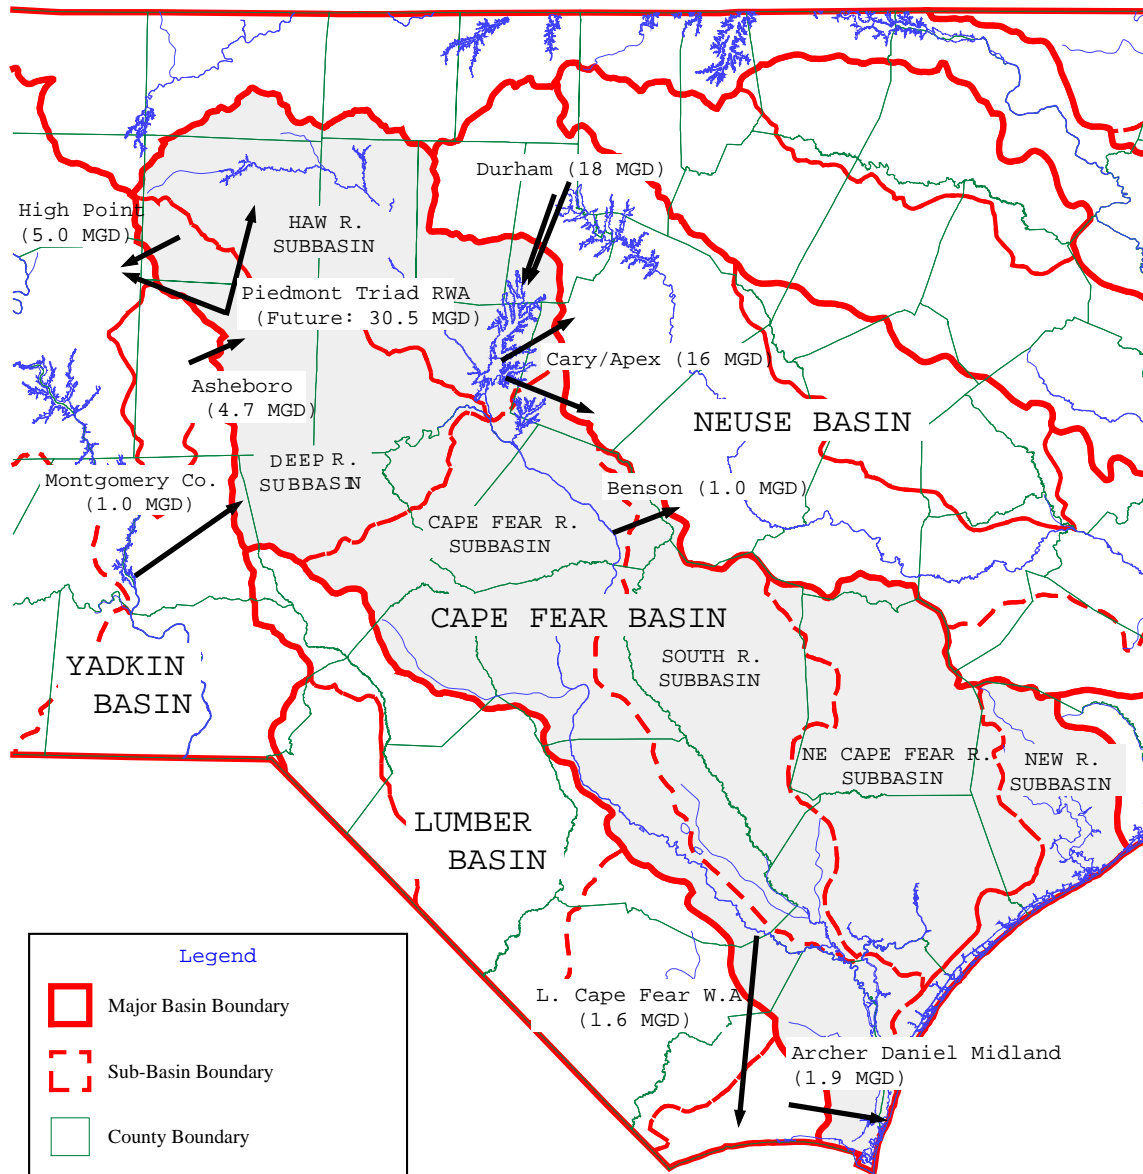 Durham (18 MGD)
High Point
(5.0 MGD)
HAW R.
SUBBASIN
Piedmont Triad RWA
(Future: 30.5 MGD)
Cary/Apex (16 MGD)
Asheboro
(4.7 MGD)
NEUSE BASIN
DEEP R.
SUBBASIN
Montgomery Co.
(1.0 MGD)
Benson (1.0 MGD)
CAPE FEAR R.
SUBBASIN
CAPE FEAR BASIN
YADKIN
BASIN
SOUTH R.
SUBBASIN
NE CAPE FEAR R.
SUBBASIN
NEW R.
SUBBASIN
LUMBER
BASIN
L. Cape Fear W.A.
(1.6 MGD)
Archer Daniel Midland
(1.9 MGD)
Legend
Major Basin Boundary
Sub-Basin Boundary
County Boundary